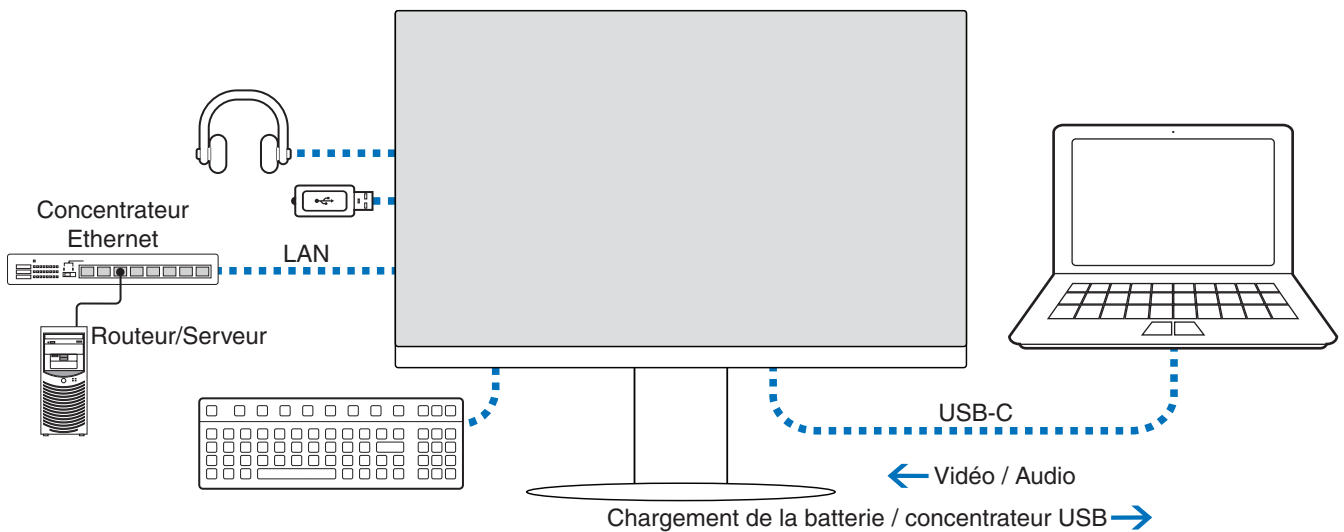 Concentrateur
Ethernet
LAN
Routeur/Serveur
USB-C
Vidéo / Audio
Chargement de la batterie / concentrateur USB